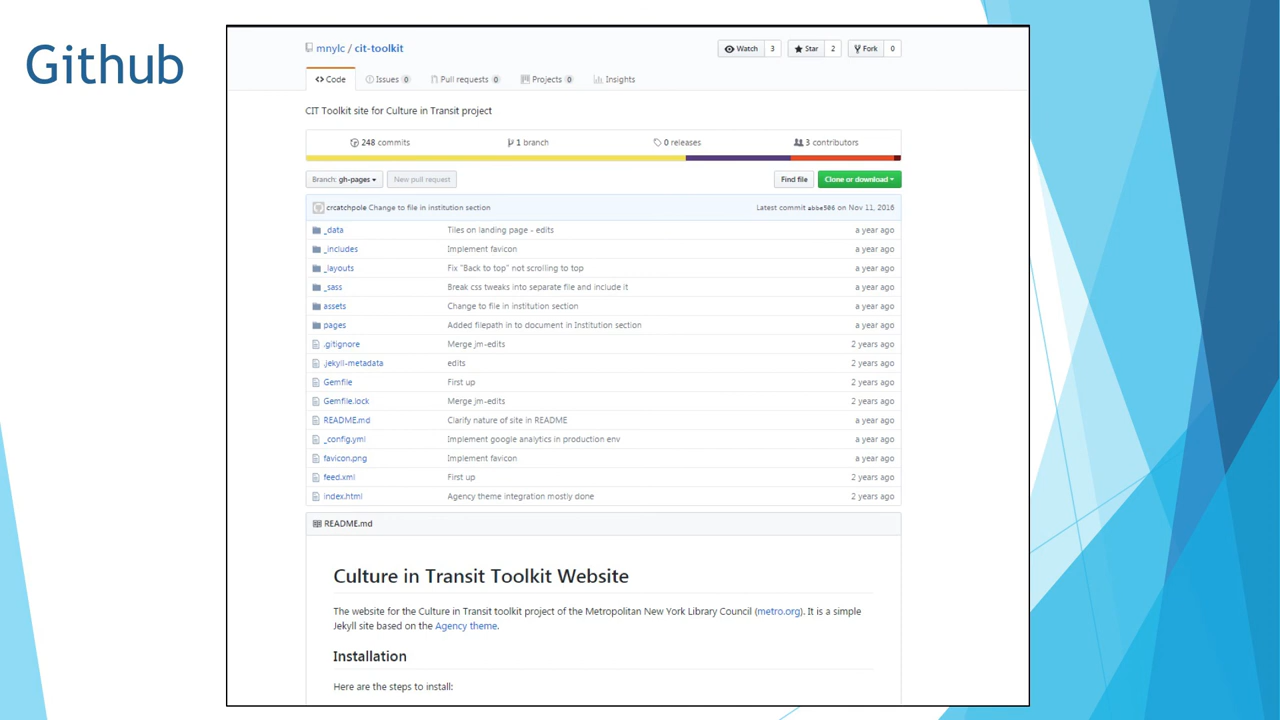 Github
mnylc / cit-toolkit
Watch 3 Star 2 Fork 0
Code Issues 0 Pull requests 0 Projects 0 Insights
CIT Toolkit site for Culture in Transit project
248 commits 1 branch 0 releases 3 contributors
Branch: gh-pages New pull request Find file Clone or download
crcatchpole Change to file in institution section Latest commit abbe506 on Nov 11, 2016
_data Tiles on landing page - edits a year ago
_includes Implement favicon a year ago
_layouts Fix "Back to top" not scrolling to top a year ago
_sass Break css tweaks into separate file and include it a year ago
assets Change to file in institution section a year ago
pages Added filepath in to document in Institution section a year ago
.gitignore Merge jm-edits 2 years ago
.jekyll-metadata edits 2 years ago
Gemfile First up 2 years ago
Gemfile.lock Merge jm-edits 2 years ago
README.md Clarify nature of site in README a year ago
_config.yml Implement google analytics in production env a year ago
favicon.png Implement favicon a year ago
feed.xml First up 2 years ago
index.html Agency theme integration mostly done 2 years ago
README.md
Culture in Transit Toolkit Website
The website for the Culture in Transit toolkit project of the Metropolitan New York Library Council (metro.org). It is a simple
Jekyll site based on the Agency theme.
Installation
Here are the steps to install: